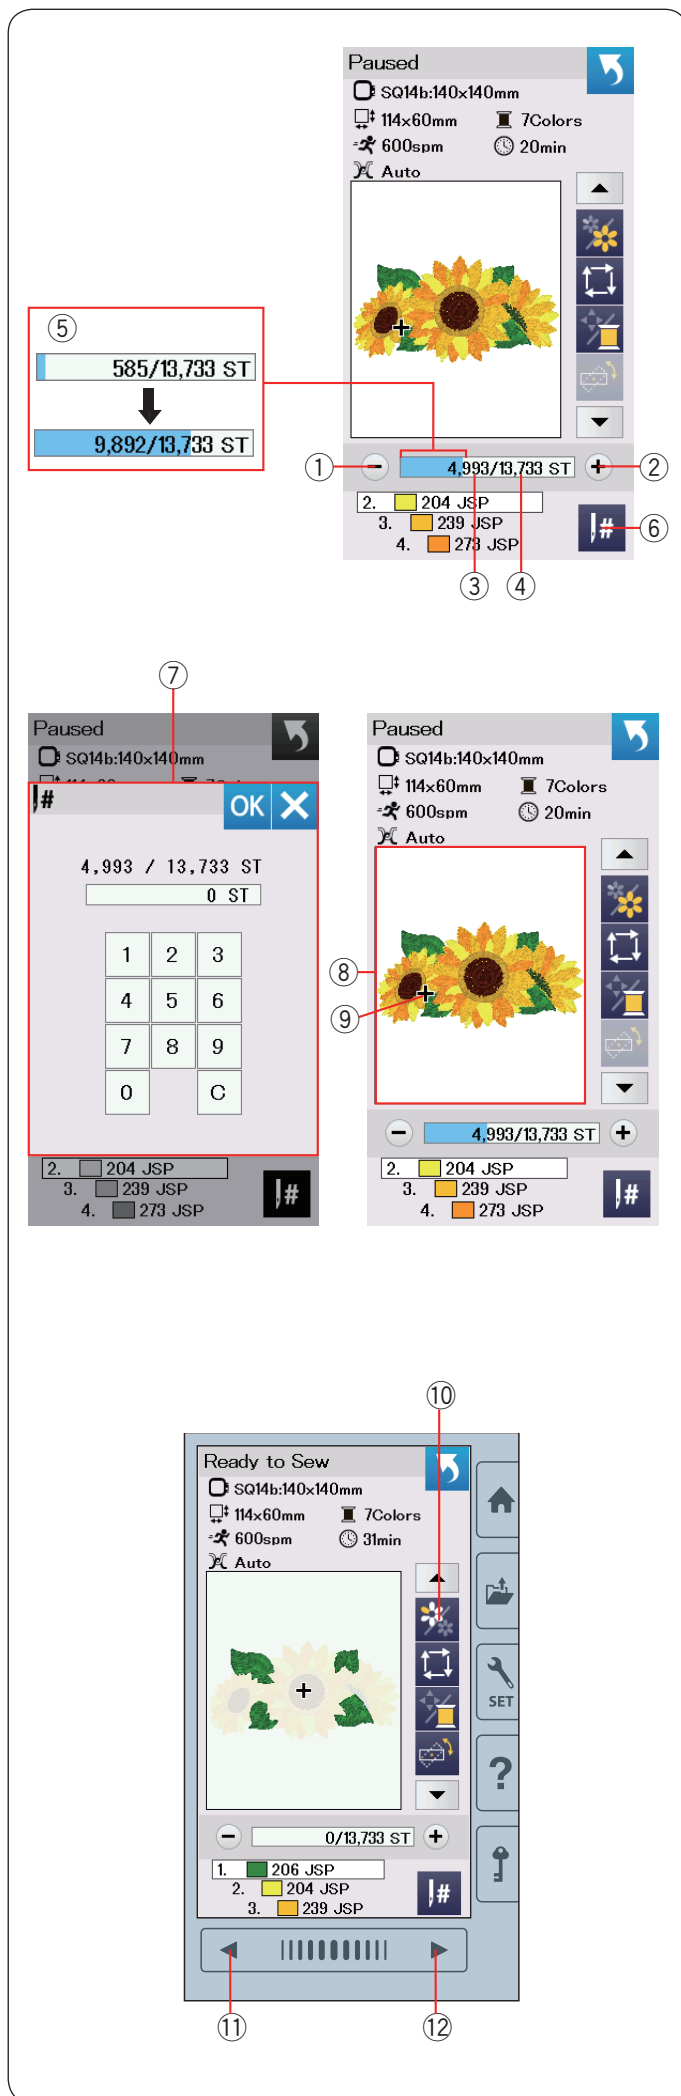 Paused
SQ14b:140x140mm
114x60mm 7Colors
600spm 20min
Auto
⑤
585/13,733 ST
9,892/13,733 ST
① − 4,993/13,733 ST + ②
2. 204 JSP
3. 239 JSP
4. 273 JSP
# ⑥
③ ④
⑦
Paused
SQ14b:140x140mm
# OK
4,993 / 13,733 ST
0 ST
1 2 3
4 5 6
7 8 9
0 C
2. 204 JSP
3. 239 JSP
4. 273 JSP
#
Paused
SQ14b:140x140mm
114x60mm 7Colors
600spm 20min
Auto
⑧
⑨
− 4,993/13,733 ST +
2. 204 JSP
3. 239 JSP
4. 273 JSP
#
⑩
Ready to Sew
SQ14b:140x140mm
114x60mm 7Colors
600spm 31min
Auto
SET
?
− 0/13,733 ST +
1. 206 JSP
2. 204 JSP
3. 239 JSP
#
⑪ ⑫